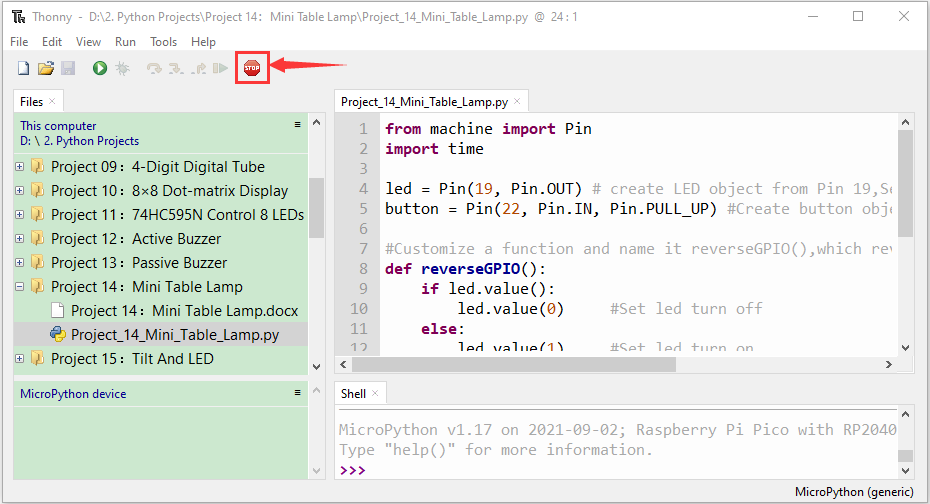 Thonny - D:\2. Python Projects\Project 14：Mini Table Lamp\Project_14_Mini_Table_Lamp.py @ 24 : 1
File Edit View Run Tools Help
STOP
Files
This computer
D: \ 2. Python Projects
Project 09：4-Digit Digital Tube
Project 10：8×8 Dot-matrix Display
Project 11：74HC595N Control 8 LEDs
Project 12：Active Buzzer
Project 13：Passive Buzzer
Project 14：Mini Table Lamp
Project 14：Mini Table Lamp.docx
Project_14_Mini_Table_Lamp.py
Project 15：Tilt And LED
MicroPython device
Project_14_Mini_Table_Lamp.py
1 from machine import Pin
2 import time
3
4 led = Pin(19, Pin.OUT) # create LED object from Pin 19,Se
5 button = Pin(22, Pin.IN, Pin.PULL_UP) #Create button obje
6
7 #Customize a function and name it reverseGPIO(),which rev
8 def reverseGPIO():
9 if led.value():
10 led.value(0) #Set led turn off
11 else:
12 led.value(1) #Set led turn on
Shell
MicroPython v1.17 on 2021-09-02; Raspberry Pi Pico with RP2040
Type "help()" for more information.
>>>
MicroPython (generic)